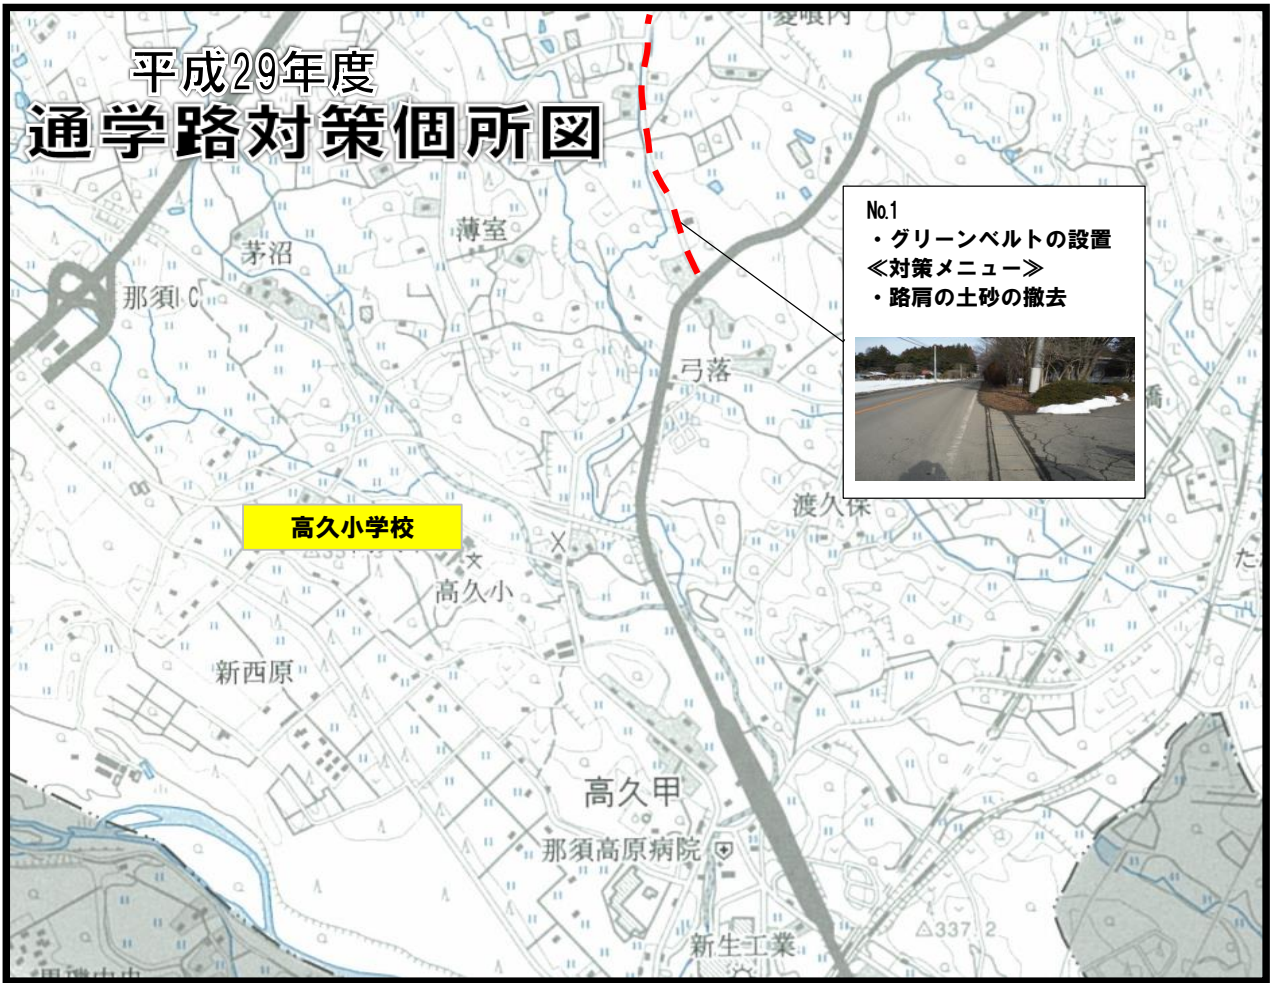 平成29年度
通学路対策個所図
No.1
・グリーンベルトの設置
≪対策メニュー≫
・路肩の土砂の撤去
薄室
茅沼
那須IC
弓落
橋
渡久保
高久小学校
高久小
新西原
高久甲
那須高原病院
新生工業
△337.2